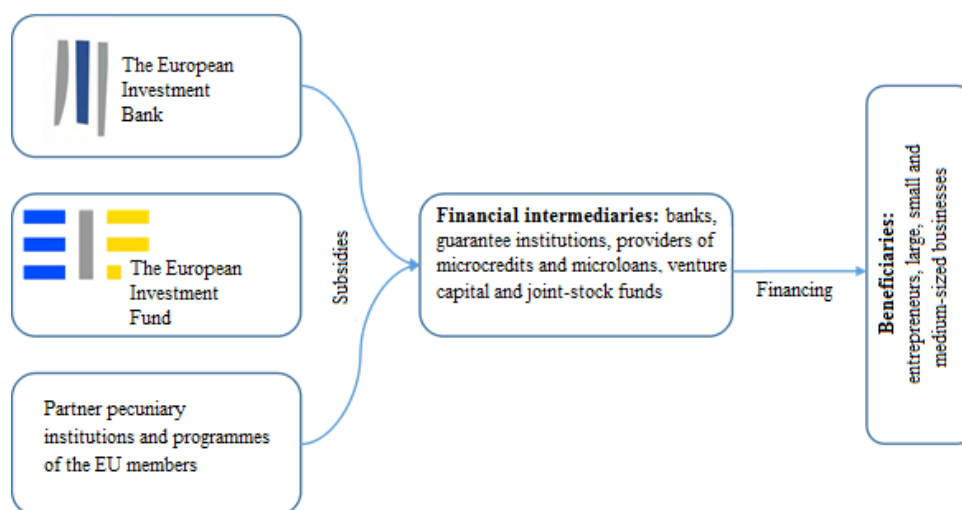 The European
Investment
Bank
The European
Investment
Fund
Partner pecuniary
institutions and programmes
of the EU members
Subsidies
Financial intermediaries: banks,
guarantee institutions, providers of
microcredits and microloans, venture
capital and joint-stock funds
Financing
Beneficiaries:
entrepreneurs, large, small and
medium-sized businesses